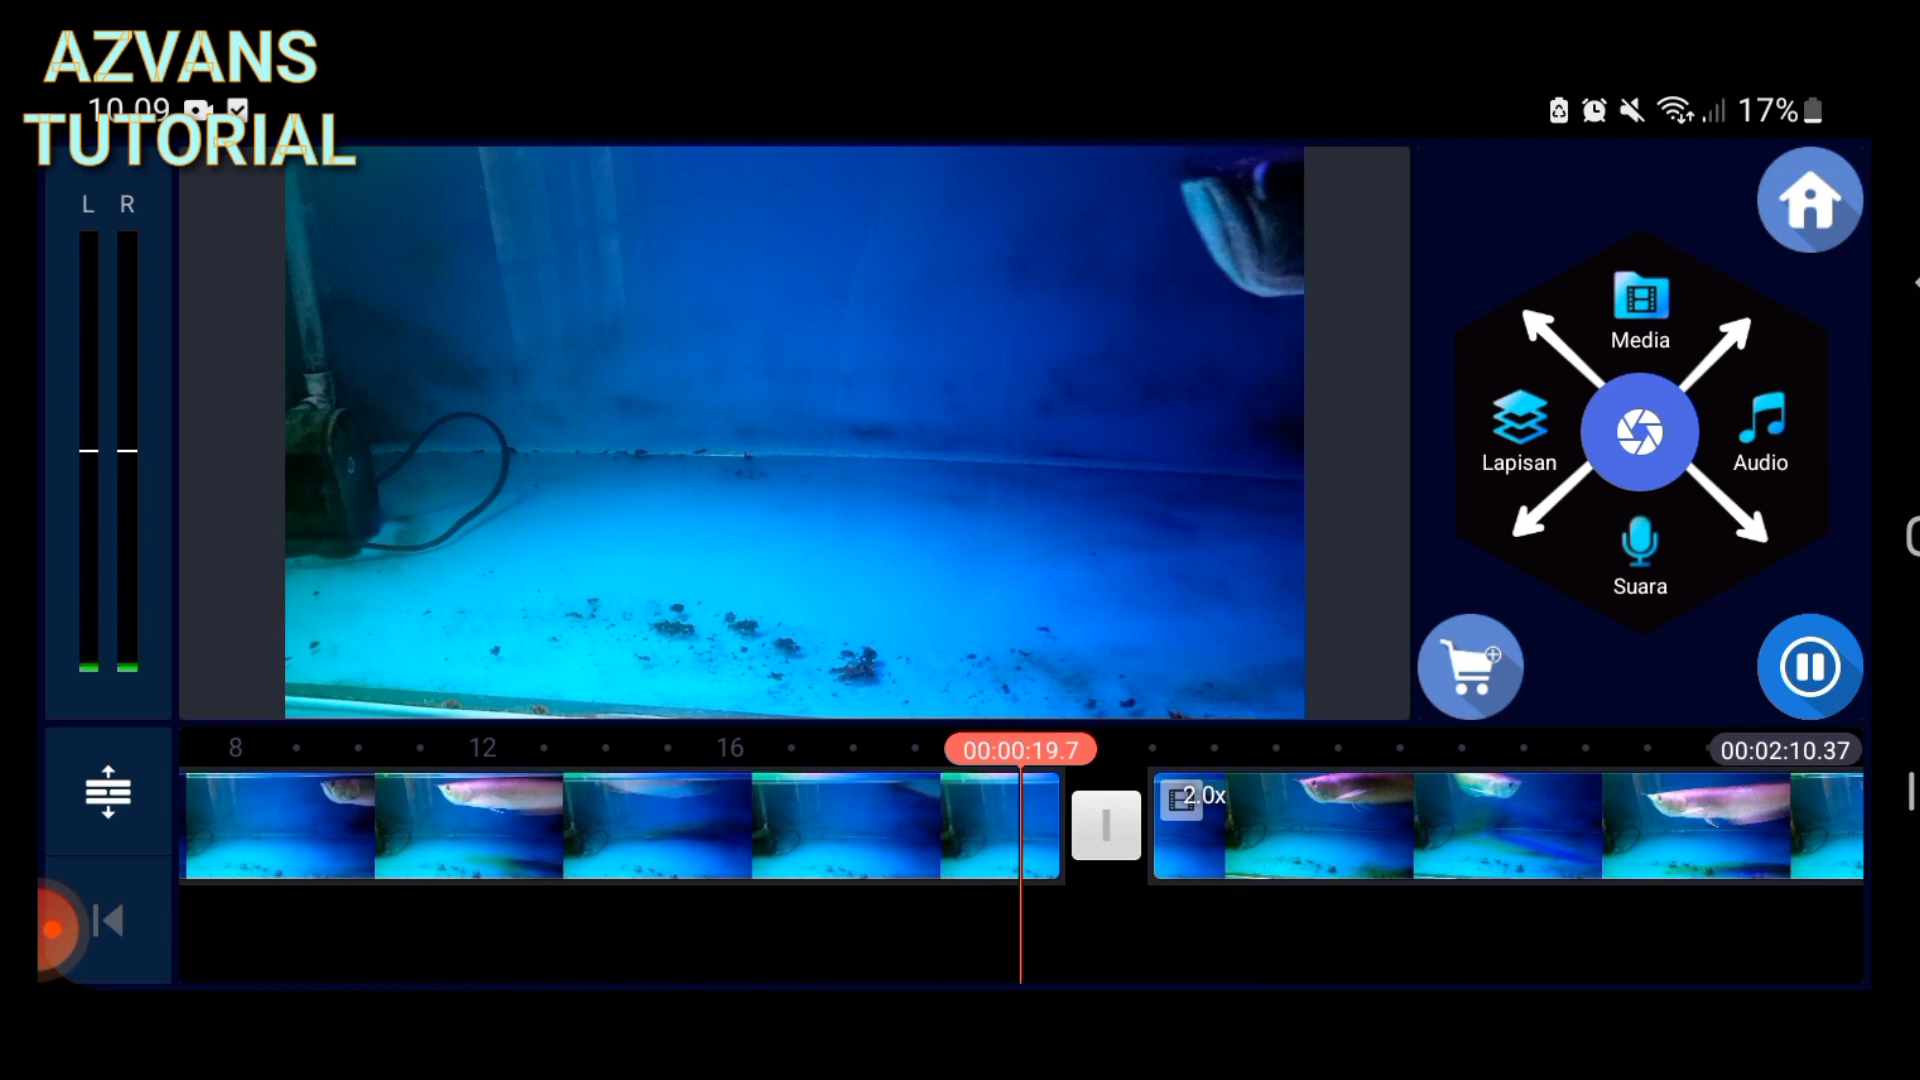 AZVANS
10.09
17%
TUTORIAL
L R
Media
Lapisan
Audio
Suara
8 12 16 00:00:19.7 00:02:10.37
2.0x